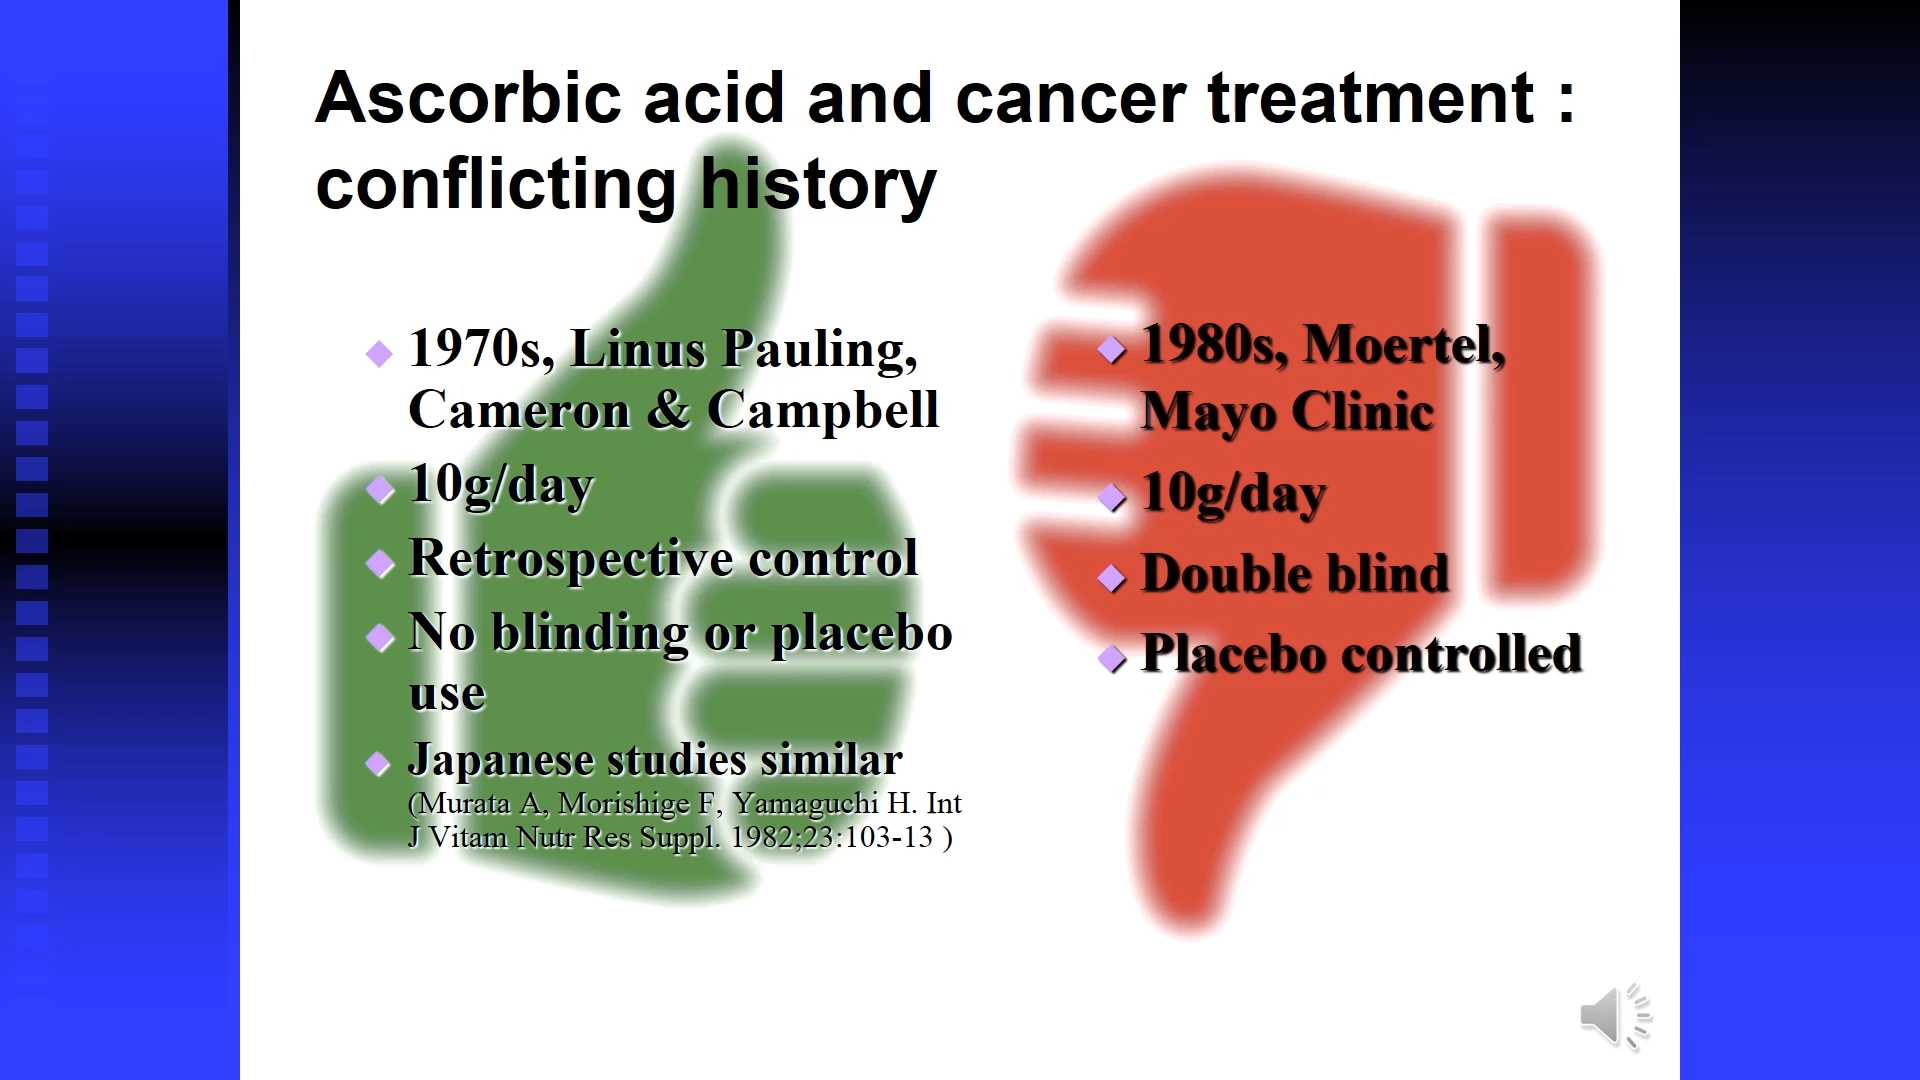 Ascorbic acid and cancer treatment :
conflicting history
1970s, Linus Pauling,
Cameron & Campbell
10g/day
Retrospective control
No blinding or placebo
use
Japanese studies similar
(Murata A, Morishige F, Yamaguchi H. Int
J Vitam Nutr Res Suppl. 1982;23:103-13 )
1980s, Moertel,
Mayo Clinic
10g/day
Double blind
Placebo controlled